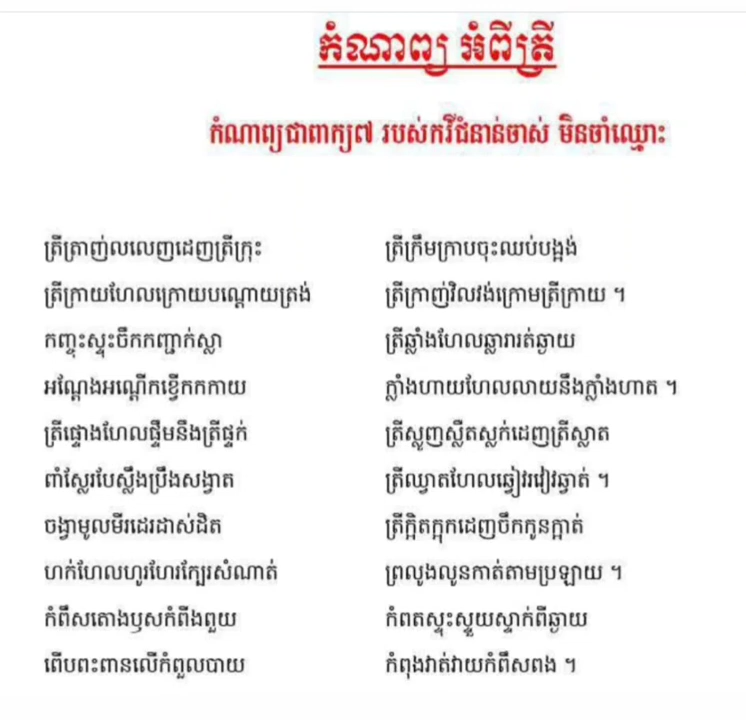 កំណាព្យ អំពីត្រី
កំណាព្យជាពាក្យ៧ របស់កវីជំនាន់ចាស់ មិនចាំឈ្មោះ
ត្រីត្រាញ់លលេញដេញត្រីក្រុះ ត្រីក្រឹមក្រាបចុះឈប់បង្អង់
ត្រីក្រាយហែលក្រោយបណ្តោយត្រង់ ត្រីក្រាញ់វិលវង់ក្រោមត្រីក្រាយ ។
កញ្ចុះស្ទុះចឹកកញ្ជាក់ស្លា ត្រីឆ្លាំងហែលឆ្លារារត់ឆ្ងាយ
អណ្តែងអណ្តើកខ្ញើកកកាយ ក្លាំងហាយហែលលាយនឹងក្លាំងហាត ។
ត្រីផ្ទោងហែលផ្ទឹមនឹងត្រីផ្ទក់ ត្រីស្លូញស្លឺតស្លក់ដេញត្រីស្លាត
ពាំស្លែរបែស្លឹងប្រឹងសង្វាត ត្រីឈ្វាតហែលឆ្វៀវរវៀវឆ្វាត់ ។
ចង្វាមូលមីរដេរដាស់ដិត ត្រីក្អិតក្អុកដេញចឹកកូនក្អាត់
ហក់ហែលហូរហែរក្បែរសំណាត់ ព្រលូងលូនកាត់តាមប្រឡាយ ។
កំពឹសតោងឫសកំពីងពួយ កំពតស្ទុះស្ទួយស្ទាក់ពីឆ្ងាយ
ពើបពះពានលើកំពួលបាយ កំពុងវាត់វាយកំពឹសពង ។